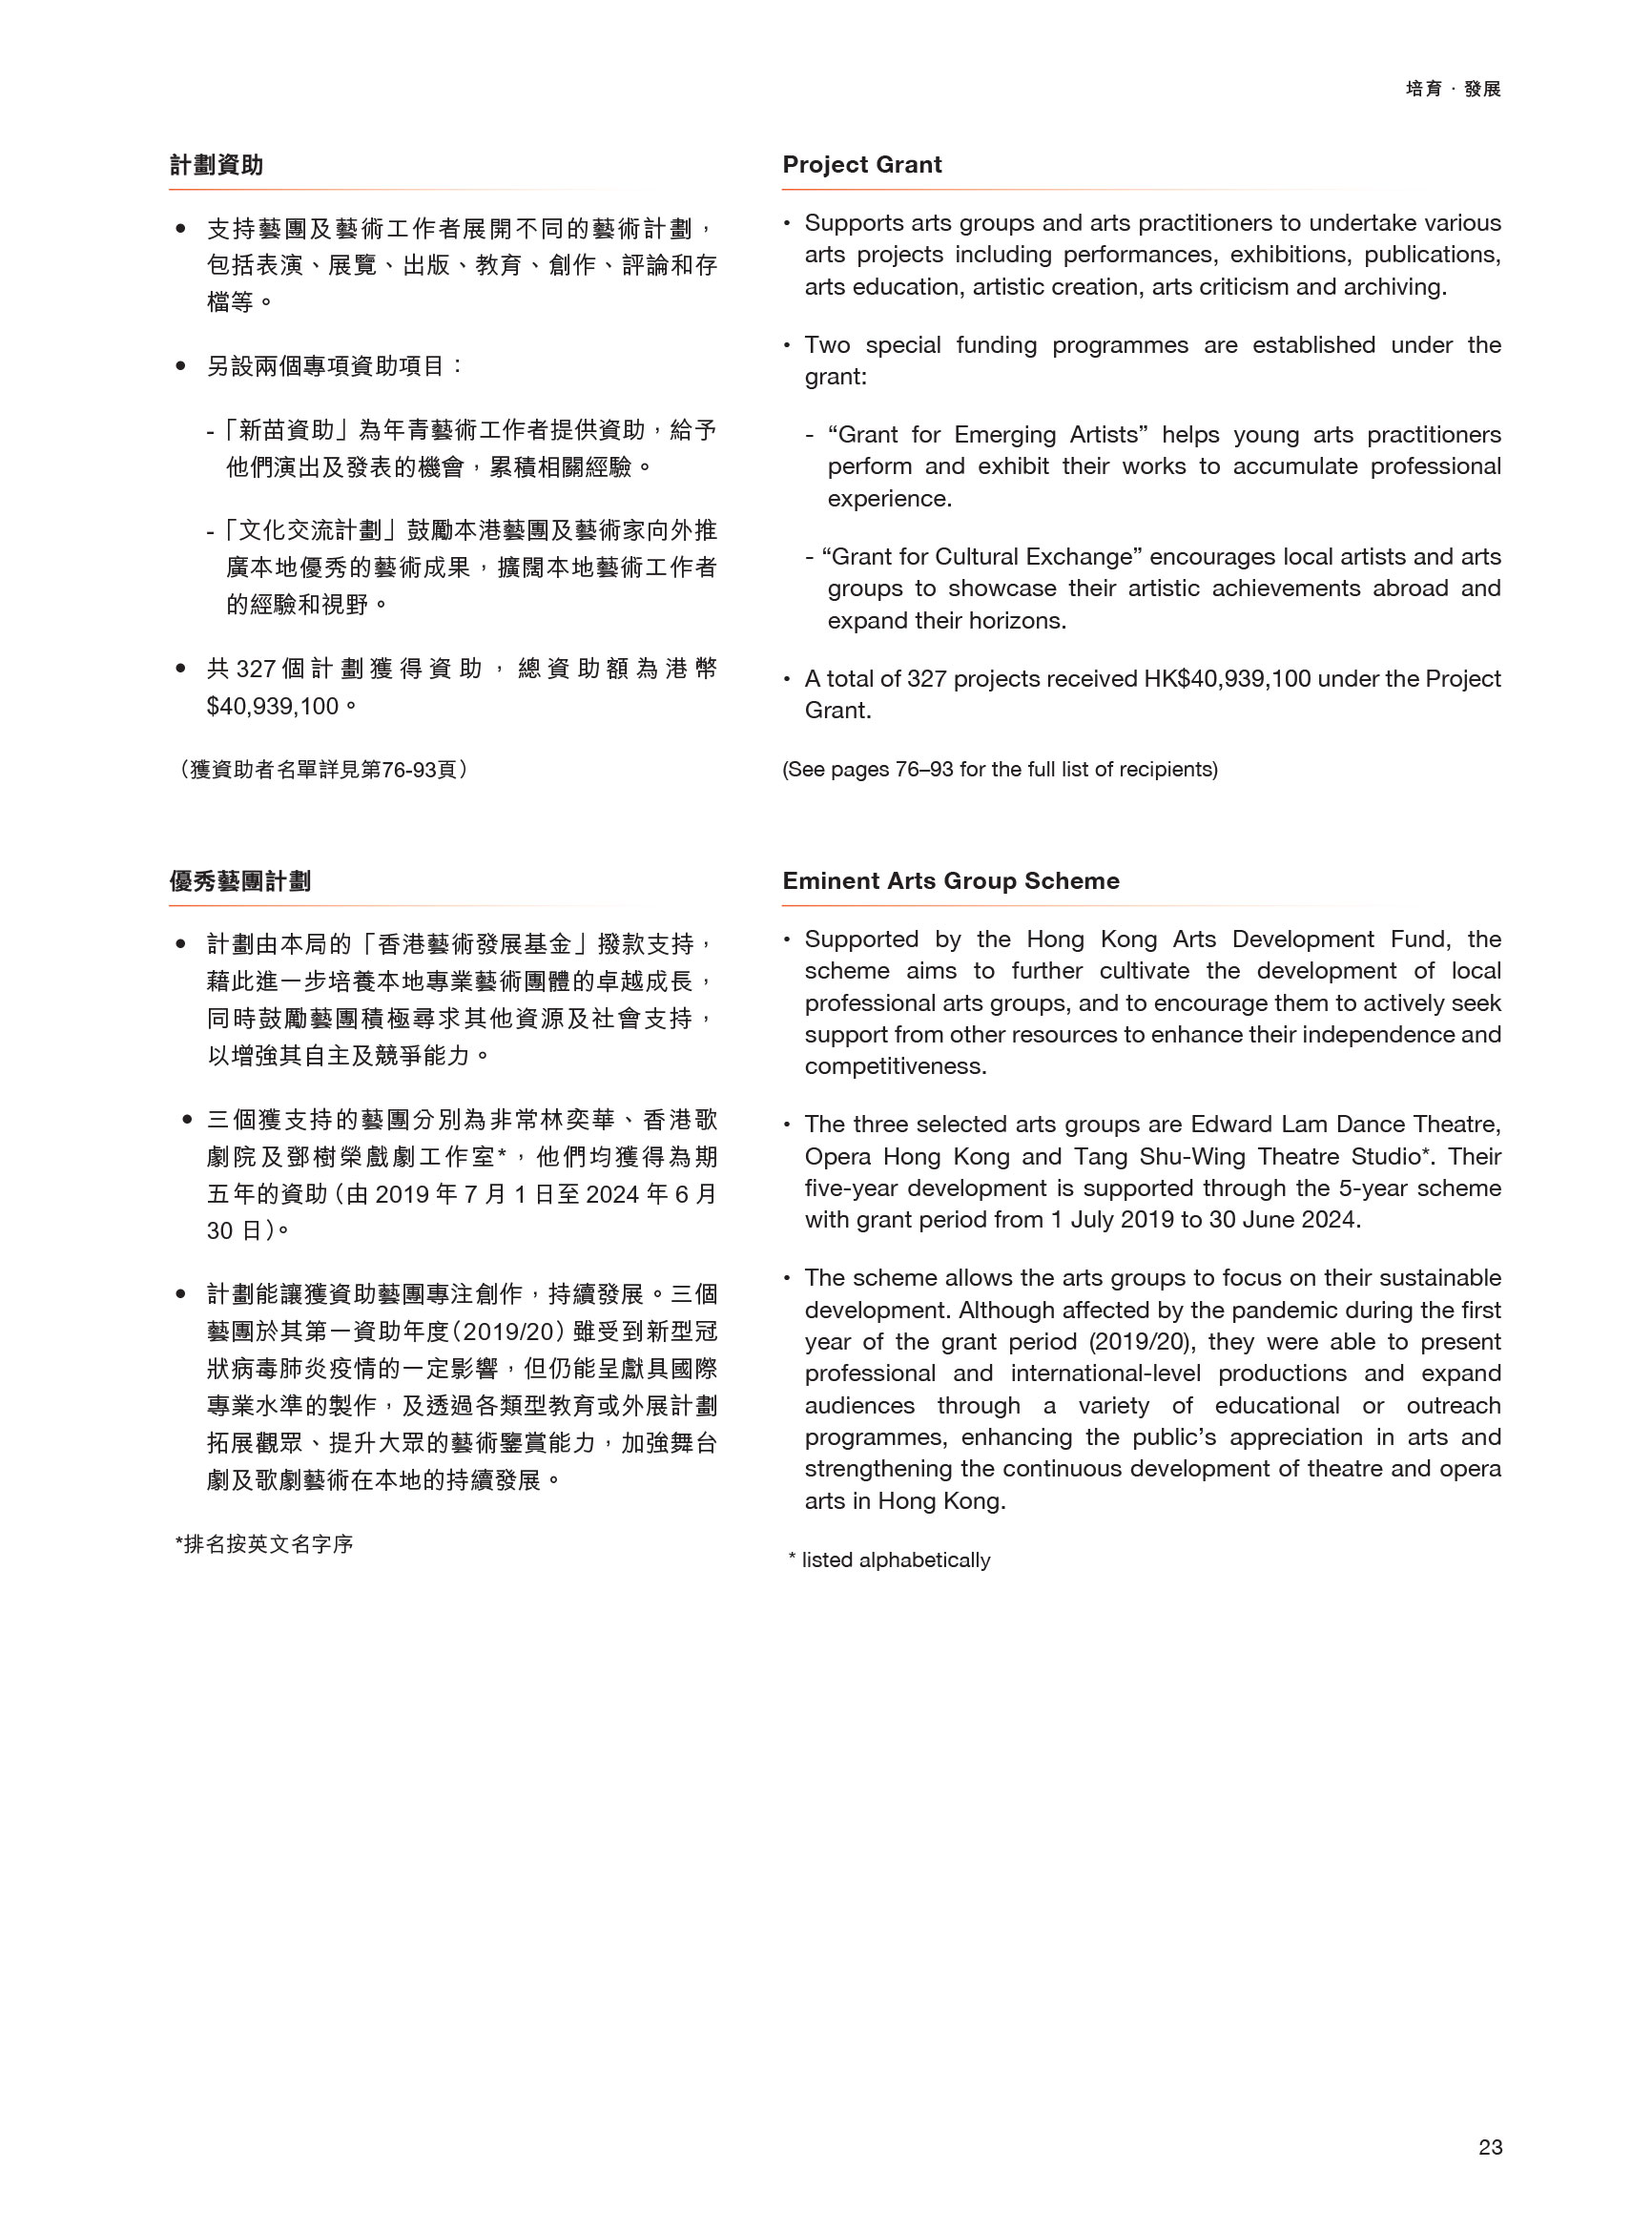 培育．發展
計劃資助
● 支持藝團及藝術工作者展開不同的藝術計劃，
包括表演、展覽、出版、教育、創作、評論和存
檔等。
● 另設兩個專項資助項目：
-「新苗資助」為年青藝術工作者提供資助，給予
他們演出及發表的機會，累積相關經驗。
-「文化交流計劃」鼓勵本港藝團及藝術家向外推
廣本地優秀的藝術成果，擴闊本地藝術工作者
的經驗和視野。
● 共327個計劃獲得資助，總資助額為港幣
$40,939,100。
（獲資助者名單詳見第76-93頁）
Project Grant
• Supports arts groups and arts practitioners to undertake various
arts projects including performances, exhibitions, publications,
arts education, artistic creation, arts criticism and archiving.
• Two special funding programmes are established under the
grant:
- “Grant for Emerging Artists” helps young arts practitioners
perform and exhibit their works to accumulate professional
experience.
- “Grant for Cultural Exchange” encourages local artists and arts
groups to showcase their artistic achievements abroad and
expand their horizons.
• A total of 327 projects received HK$40,939,100 under the Project
Grant.
(See pages 76–93 for the full list of recipients)
優秀藝團計劃
● 計劃由本局的「香港藝術發展基金」撥款支持，
藉此進一步培養本地專業藝術團體的卓越成長，
同時鼓勵藝團積極尋求其他資源及社會支持，
以增強其自主及競爭能力。
● 三個獲支持的藝團分別為非常林奕華、香港歌
劇院及鄧樹榮戲劇工作室*，他們均獲得為期
五年的資助（由 2019 年 7 月 1 日至 2024 年 6 月
30 日）。
● 計劃能讓獲資助藝團專注創作，持續發展。三個
藝團於其第一資助年度（2019/20）雖受到新型冠
狀病毒肺炎疫情的一定影響，但仍能呈獻具國際
專業水準的製作，及透過各類型教育或外展計劃
拓展觀眾、提升大眾的藝術鑒賞能力，加強舞台
劇及歌劇藝術在本地的持續發展。
*排名按英文名字序
Eminent Arts Group Scheme
• Supported by the Hong Kong Arts Development Fund, the
scheme aims to further cultivate the development of local
professional arts groups, and to encourage them to actively seek
support from other resources to enhance their independence and
competitiveness.
• The three selected arts groups are Edward Lam Dance Theatre,
Opera Hong Kong and Tang Shu-Wing Theatre Studio*. Their
five-year development is supported through the 5-year scheme
with grant period from 1 July 2019 to 30 June 2024.
• The scheme allows the arts groups to focus on their sustainable
development. Although affected by the pandemic during the first
year of the grant period (2019/20), they were able to present
professional and international-level productions and expand
audiences through a variety of educational or outreach
programmes, enhancing the public’s appreciation in arts and
strengthening the continuous development of theatre and opera
arts in Hong Kong.
* listed alphabetically
23